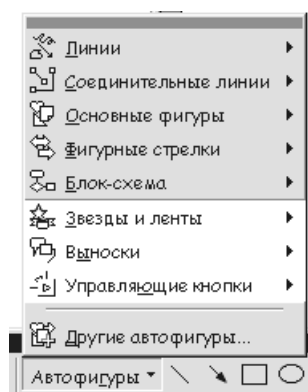 Линии
Соединительные линии
Основные фигуры
Фигурные стрелки
Блок-схема
Звезды и ленты
Выноски
Управляющие кнопки
Другие автофигуры...
Автофигуры